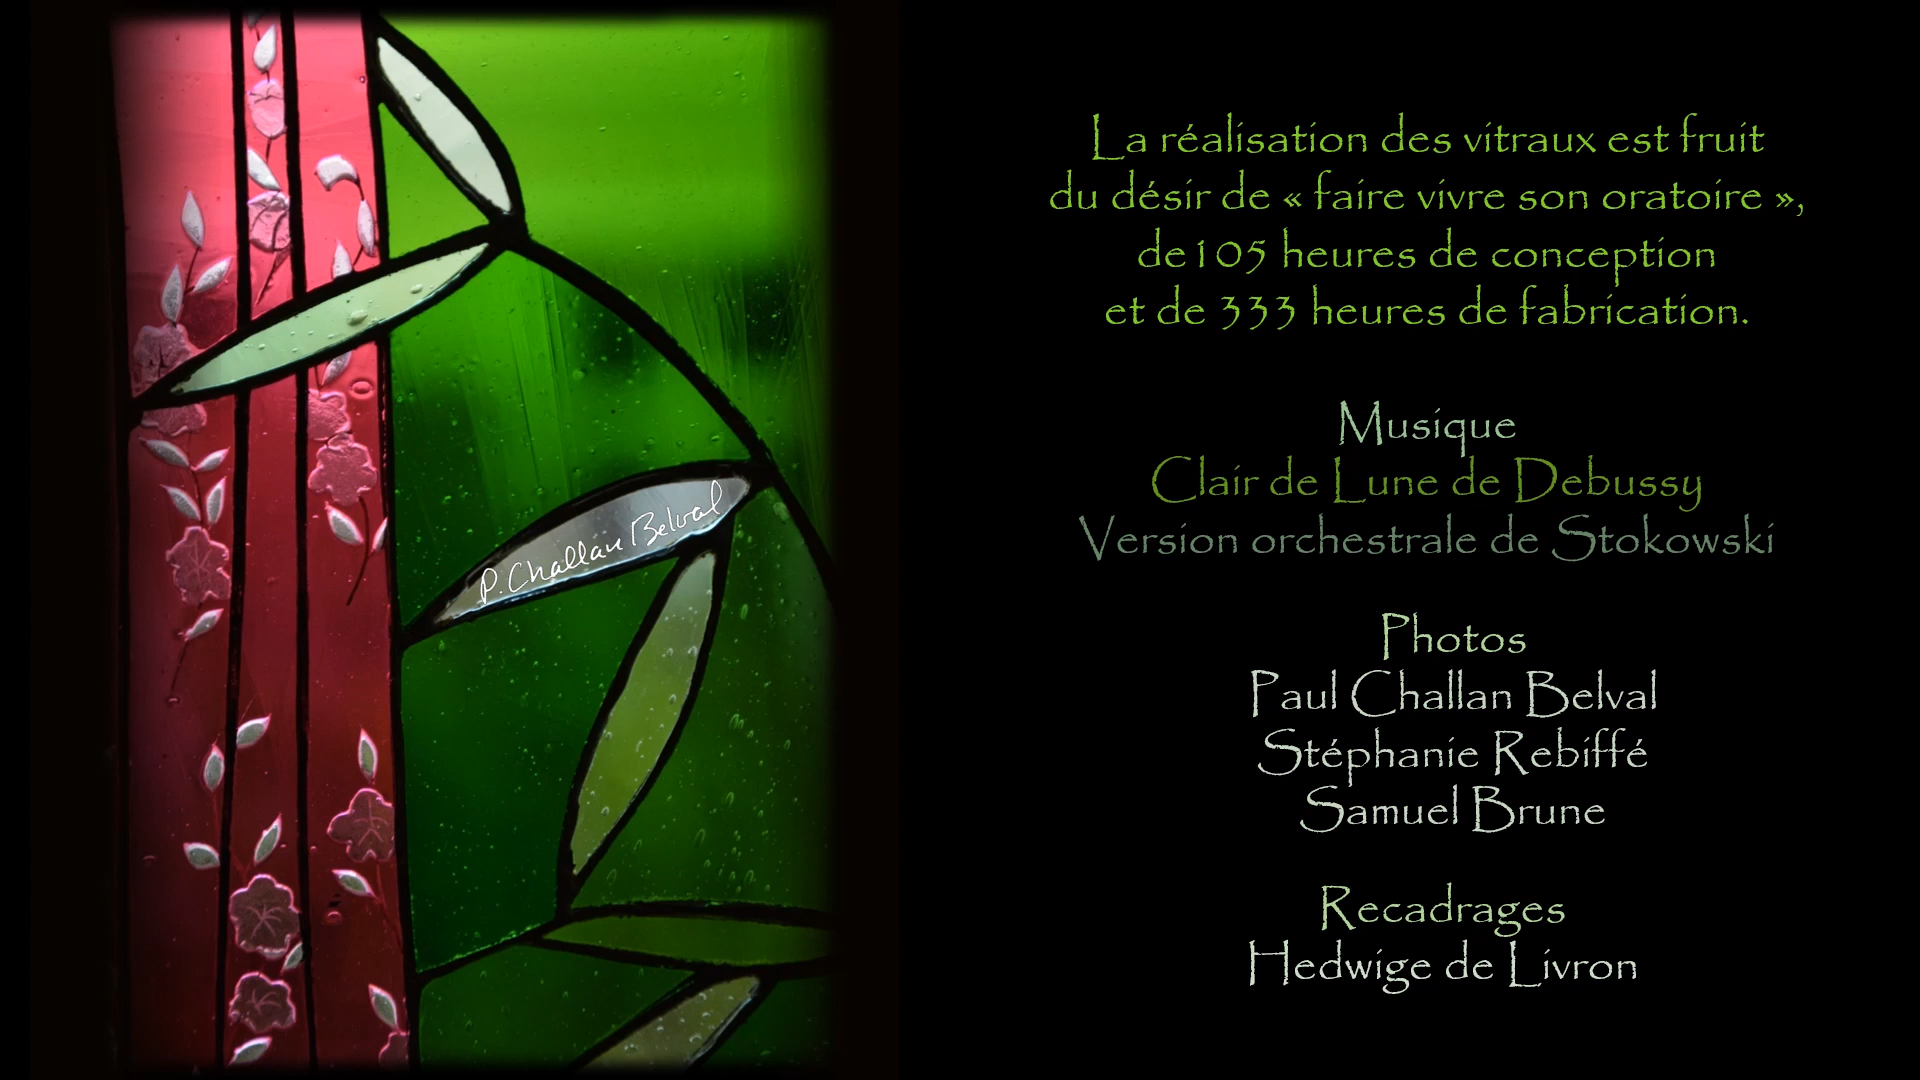 P. Challan Belval
La réalisation des vitraux est fruit
du désir de « faire vivre son oratoire »,
de105 heures de conception
et de 333 heures de fabrication.
Musique
Clair de Lune de Debussy
Version orchestrale de Stokowski
Photos
Paul Challan Belval
Stéphanie Rebiffé
Samuel Brune
Recadrages
Hedwige de Livron